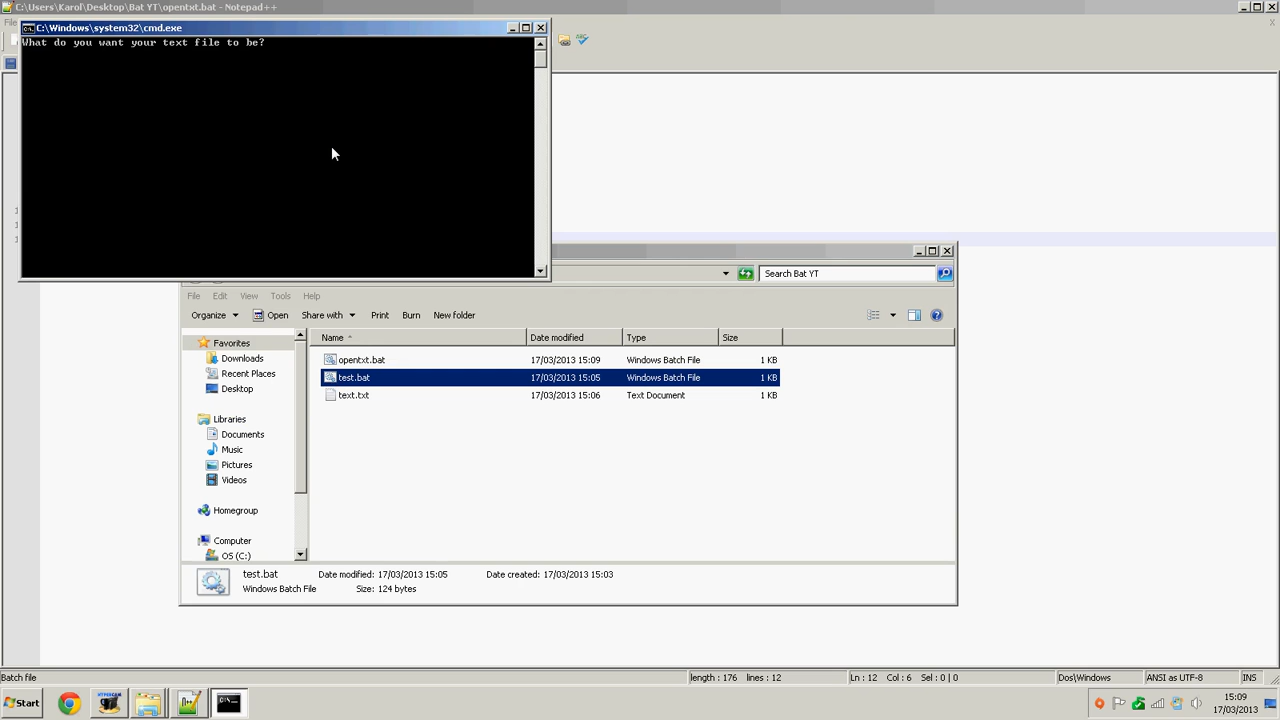 C:\Users\Karol\Desktop\Bat YT\opentxt.bat - Notepad++
C:\Windows\system32\cmd.exe
What do you want your text file to be?
Search Bat YT
File Edit View Tools Help
Organize Open Share with Print Burn New folder
Name Date modified Type Size
Favorites
Downloads
Recent Places
Desktop
Libraries
Documents
Music
Pictures
Videos
Homegroup
Computer
OS (C:)
opentxt.bat 17/03/2013 15:09 Windows Batch File 1 KB
test.bat 17/03/2013 15:05 Windows Batch File 1 KB
text.txt 17/03/2013 15:06 Text Document 1 KB
test.bat Date modified: 17/03/2013 15:05 Date created: 17/03/2013 15:03
Windows Batch File Size: 124 bytes
Batch file length : 176 lines : 12 Ln : 12 Col : 6 Sel : 0 | 0 Dos\Windows ANSI as UTF-8 INS
Start
15:09
17/03/2013